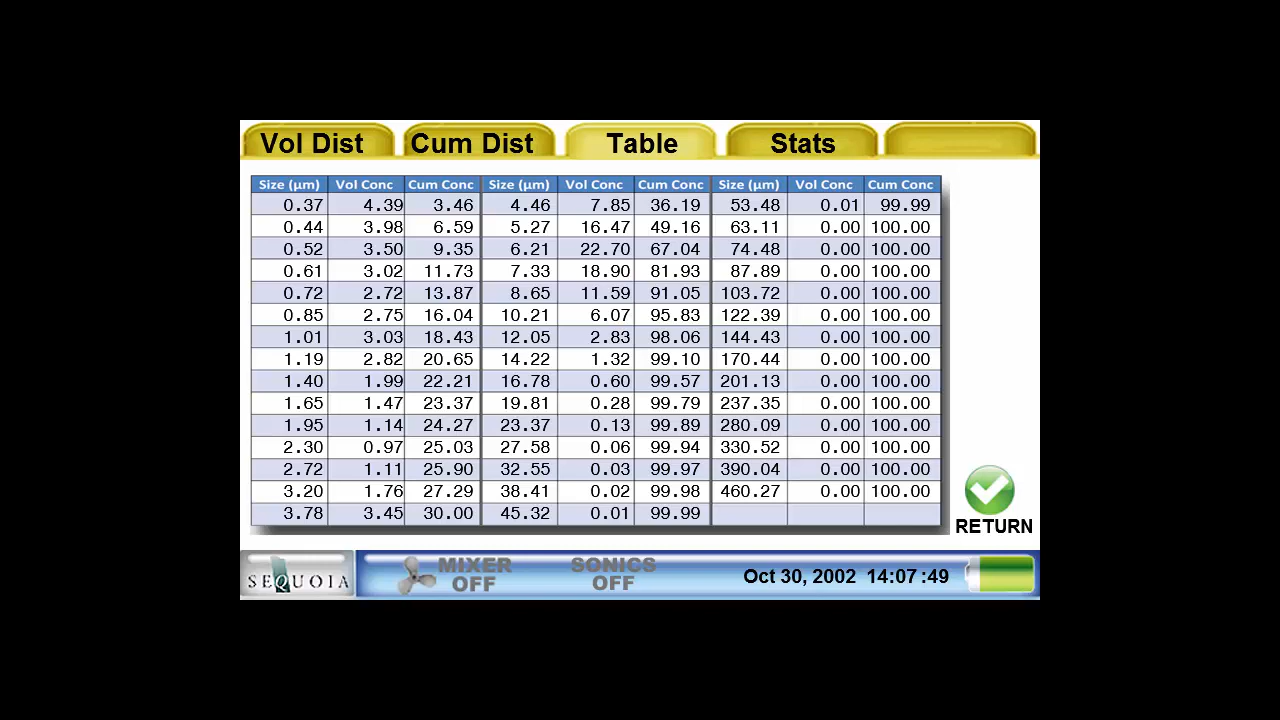 Vol Dist Cum Dist Table Stats
Size (µm) Vol Conc Cum Conc Size (µm) Vol Conc Cum Conc Size (µm) Vol Conc Cum Conc
0.37 4.39 3.46 4.46 7.85 36.19 53.48 0.01 99.99
0.44 3.98 6.59 5.27 16.47 49.16 63.11 0.00 100.00
0.52 3.50 9.35 6.21 22.70 67.04 74.48 0.00 100.00
0.61 3.02 11.73 7.33 18.90 81.93 87.89 0.00 100.00
0.72 2.72 13.87 8.65 11.59 91.05 103.72 0.00 100.00
0.85 2.75 16.04 10.21 6.07 95.83 122.39 0.00 100.00
1.01 3.03 18.43 12.05 2.83 98.06 144.43 0.00 100.00
1.19 2.82 20.65 14.22 1.32 99.10 170.44 0.00 100.00
1.40 1.99 22.21 16.78 0.60 99.57 201.13 0.00 100.00
1.65 1.47 23.37 19.81 0.28 99.79 237.35 0.00 100.00
1.95 1.14 24.27 23.37 0.13 99.89 280.09 0.00 100.00
2.30 0.97 25.03 27.58 0.06 99.94 330.52 0.00 100.00
2.72 1.11 25.90 32.55 0.03 99.97 390.04 0.00 100.00
3.20 1.76 27.29 38.41 0.02 99.98 460.27 0.00 100.00
3.78 3.45 30.00 45.32 0.01 99.99
RETURN
SEQUOIA
MIXER
OFF
SONICS
OFF
Oct 30, 2002 14:07:49